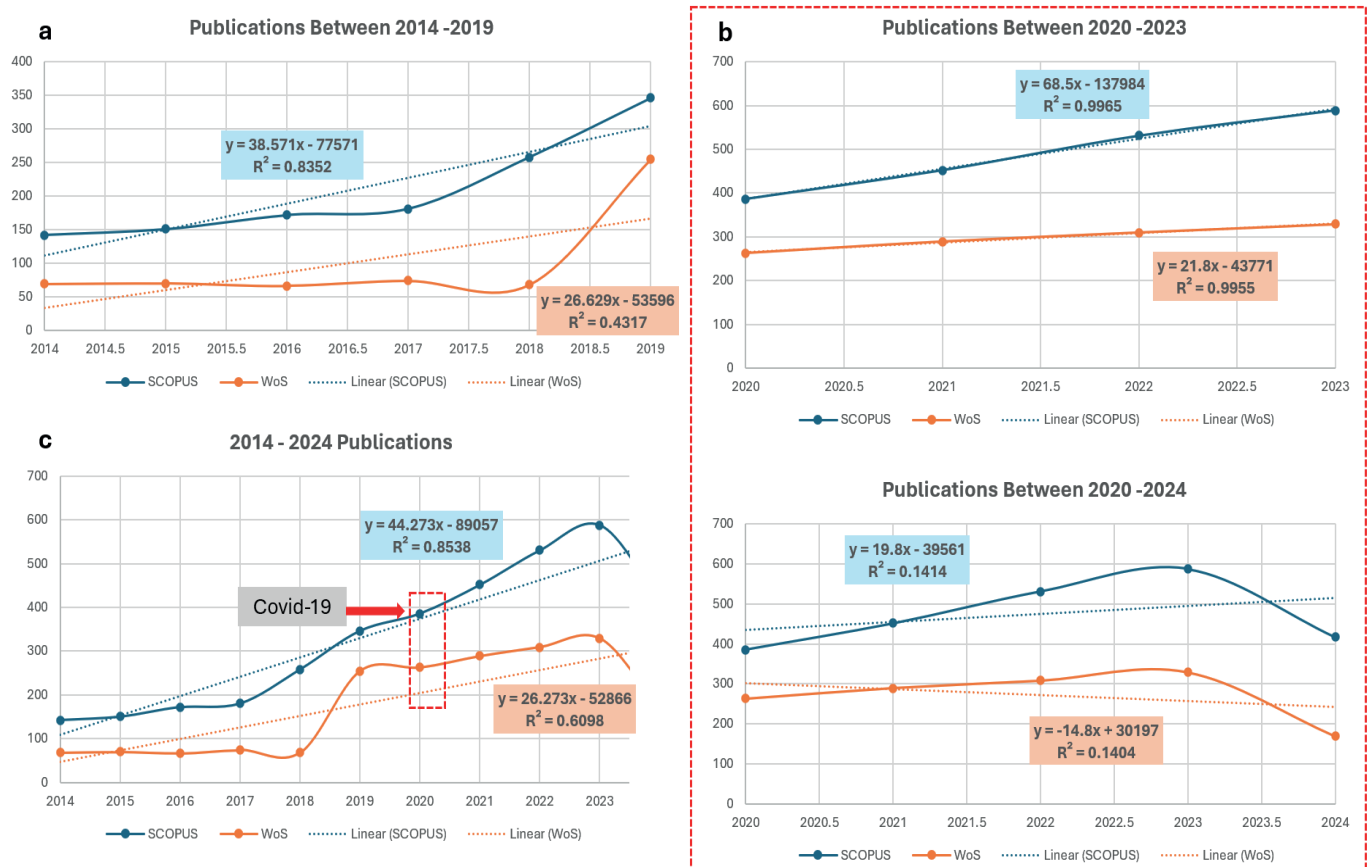 a
Publications Between 2014 -2019
400
350
300
250
200
150
100
50
0
y = 38.571x - 77571
R² = 0.8352
y = 26.629x - 53596
R² = 0.4317
2014 2014.5 2015 2015.5 2016 2016.5 2017 2017.5 2018 2018.5 2019
SCOPUS WoS Linear (SCOPUS) Linear (WoS)
b
Publications Between 2020 -2023
700
600
500
400
300
200
100
0
y = 68.5x - 137984
R² = 0.9965
y = 21.8x - 43771
R² = 0.9955
2020 2020.5 2021 2021.5 2022 2022.5 2023
SCOPUS WoS Linear (SCOPUS) Linear (WoS)
c
2014 - 2024 Publications
700
600
500
400
300
200
100
0
y = 44.273x - 89057
R² = 0.8538
Covid-19
y = 26.273x - 52866
R² = 0.6098
2014 2015 2016 2017 2018 2019 2020 2021 2022 2023
SCOPUS WoS Linear (SCOPUS) Linear (WoS)
Publications Between 2020 -2024
700
600
500
400
300
200
100
0
y = 19.8x - 39561
R² = 0.1414
y = -14.8x + 30197
R² = 0.1404
2020 2020.5 2021 2021.5 2022 2022.5 2023 2023.5 2024
SCOPUS WoS Linear (SCOPUS) Linear (WoS)